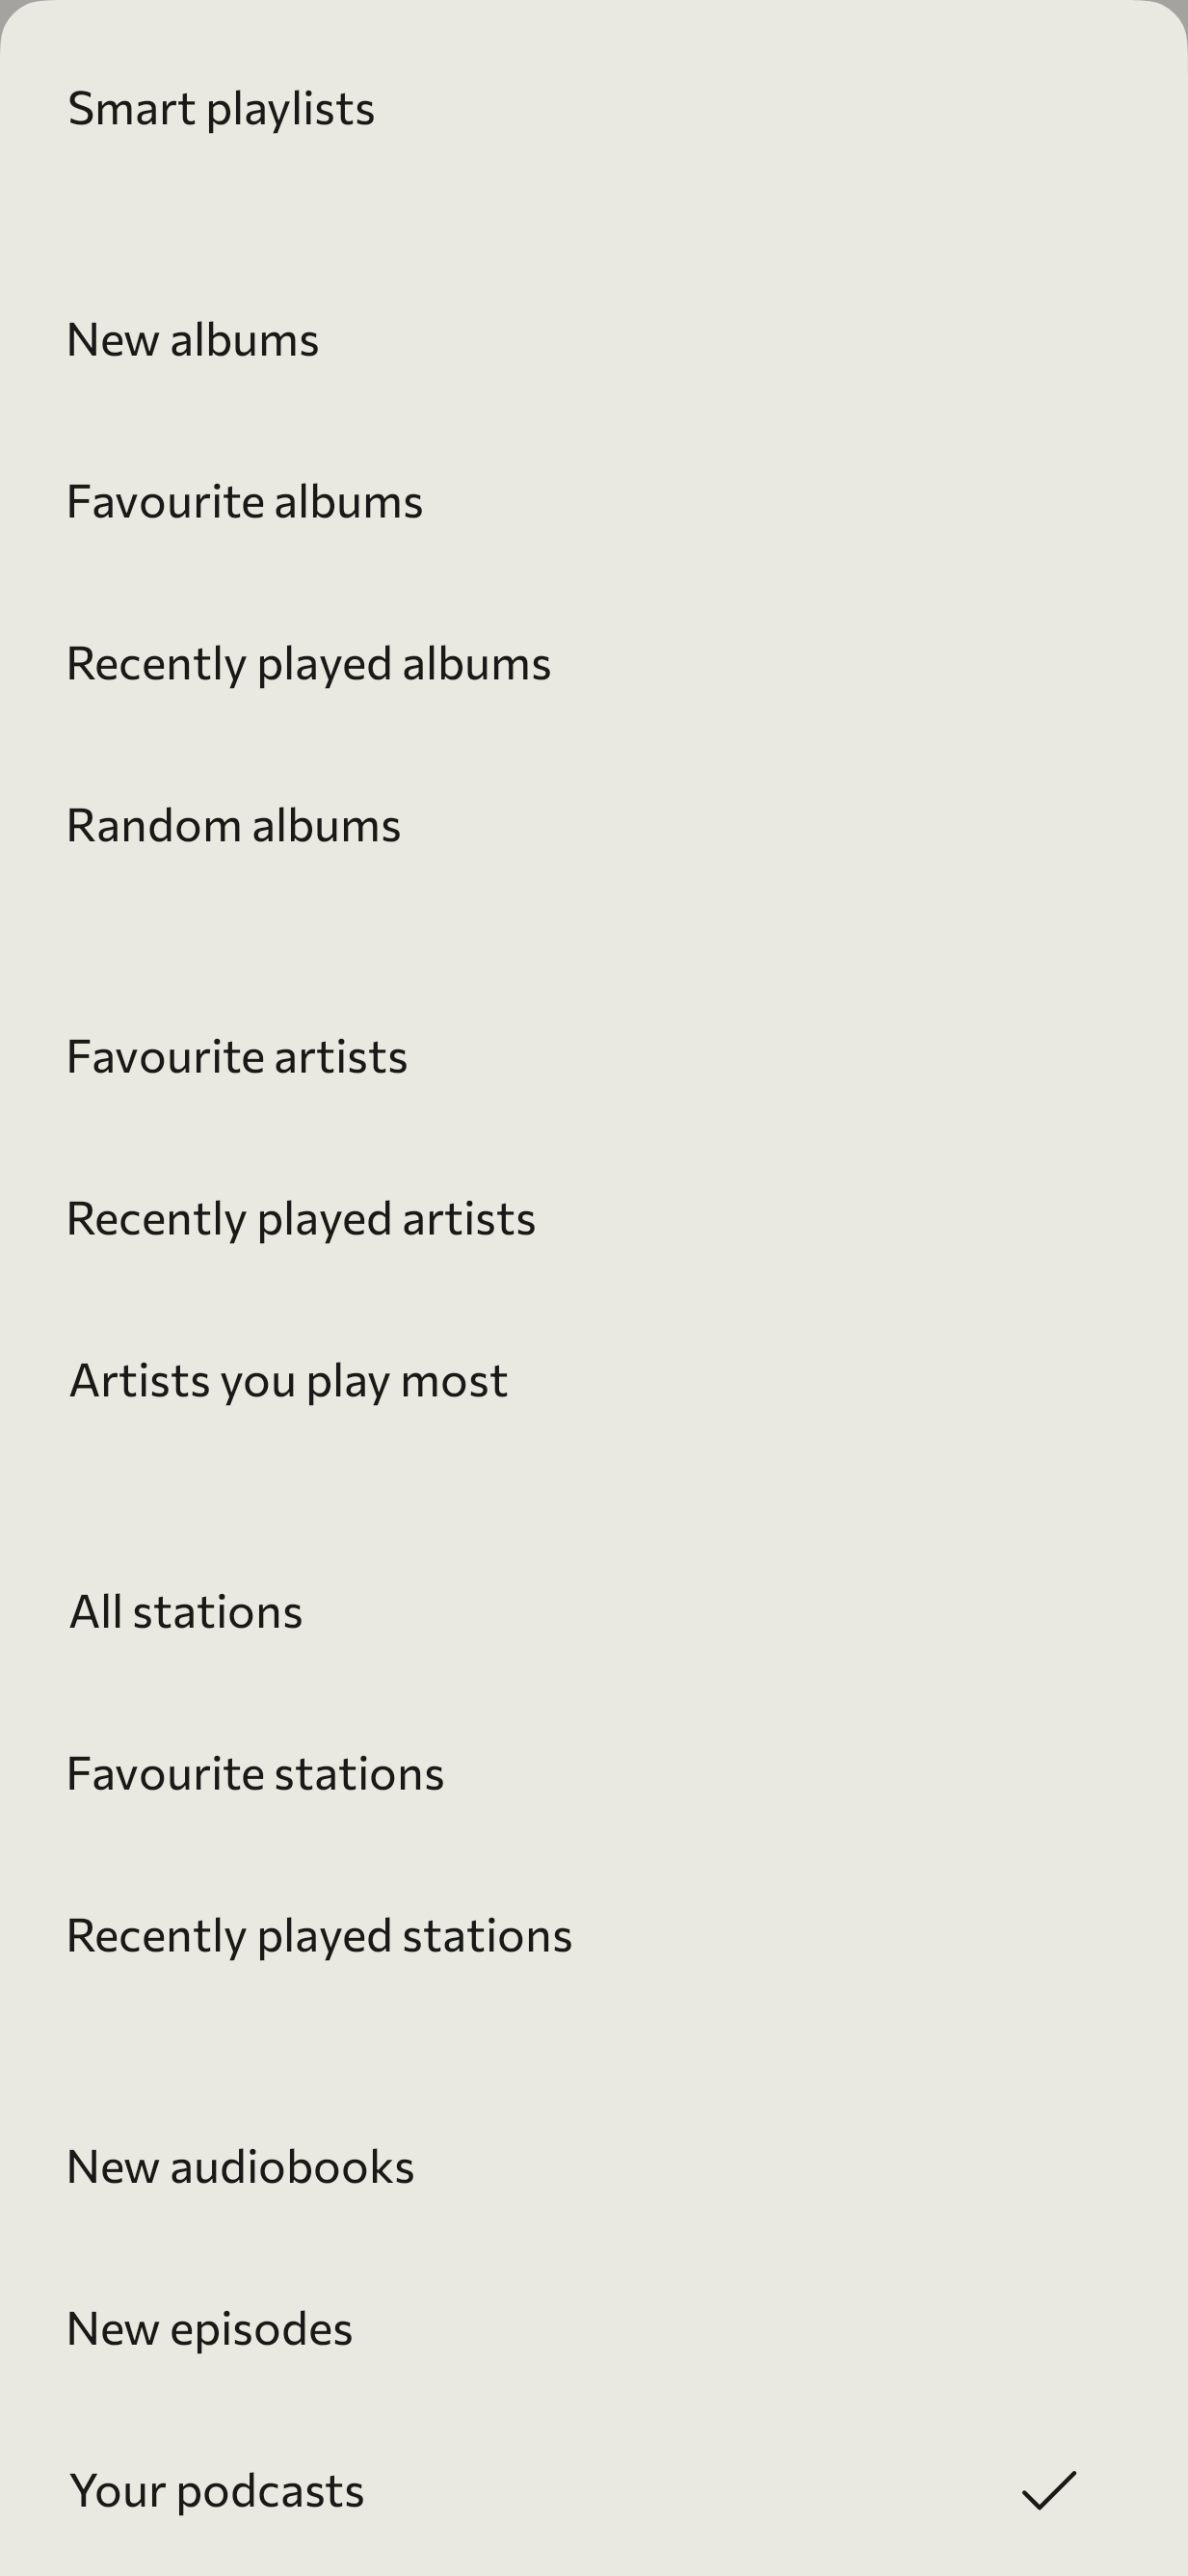 Smart playlists
New albums
Favourite albums
Recently played albums
Random albums
Favourite artists
Recently played artists
Artists you play most
All stations
Favourite stations
Recently played stations
New audiobooks
New episodes
Your podcasts